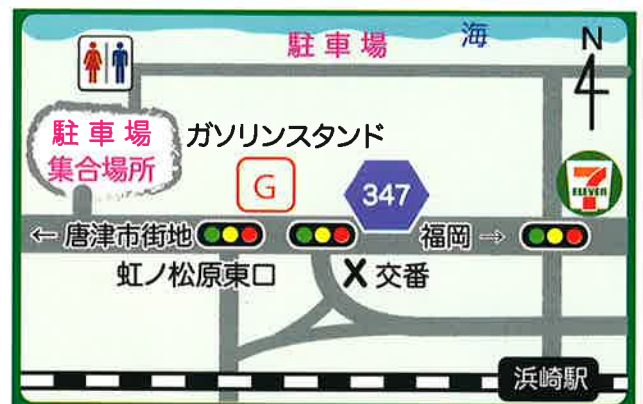 海
N
駐車場
駐車場
集合場所
ガソリンスタンド
G
347
7
ELEVEN
← 唐津市街地
福岡 →
虹ノ松原東口
X 交番
浜崎駅